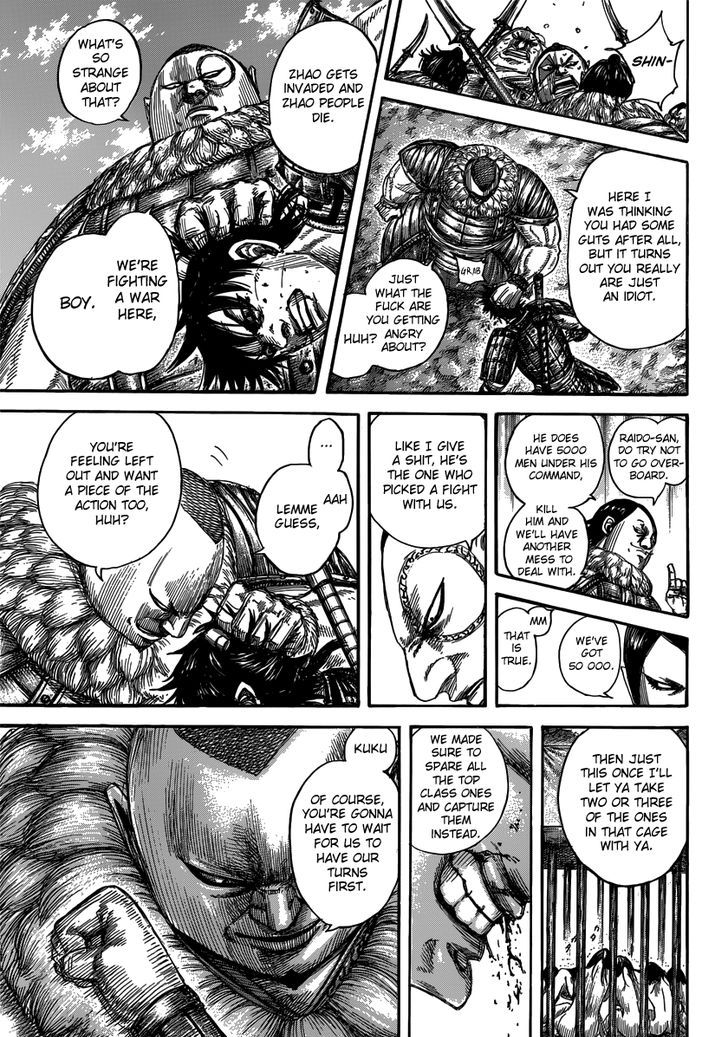 SHIN-
HERE I
WAS THINKING
YOU HAD SOME
GUTS AFTER ALL,
BUT IT TURNS
OUT YOU REALLY
ARE JUST
AN IDIOT.
GRAB
JUST
WHAT THE
FUCK ARE
YOU GETTING
ANGRY
ABOUT?
HUH?
ZHAO GETS
INVADED AND
ZHAO PEOPLE
DIE.
WHAT'S
SO
STRANGE
ABOUT
THAT?
WE'RE
FIGHTING
A WAR
HERE,
BOY.
RAIDO-SAN,
DO TRY NOT
TO GO OVER-
BOARD.
HE DOES
HAVE 5000
MEN UNDER HIS
COMMAND,
KILL
HIM AND
WE'LL HAVE
ANOTHER
MESS TO
DEAL WITH.
WE'VE
GOT
50 000.
MM
THAT
IS
TRUE.
LIKE I GIVE
A SHIT, HE'S
THE ONE WHO
PICKED A FIGHT
WITH US.
...
AAH
LEMME
GUESS,
YOU'RE
FEELING LEFT
OUT AND WANT
A PIECE OF THE
ACTION TOO,
HUH?
THEN JUST
THIS ONCE I'LL
LET YA TAKE
TWO OR THREE
OF THE ONES
IN THAT CAGE
WITH YA.
WE MADE
SURE TO
SPARE ALL
THE TOP
CLASS ONES
AND CAPTURE
THEM
INSTEAD.
KUKU
OF COURSE,
YOU'RE GONNA
HAVE TO WAIT
FOR US TO
HAVE OUR
TURNS
FIRST.